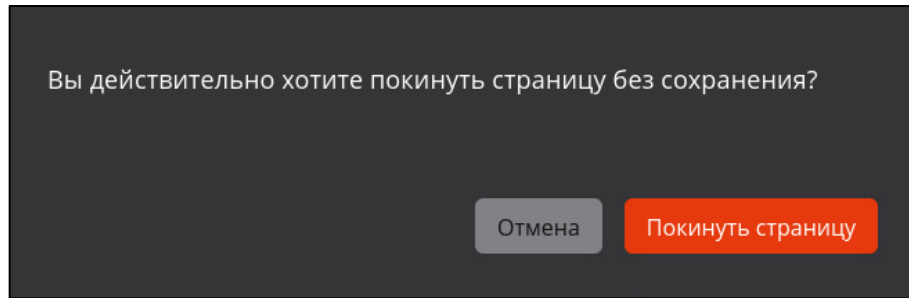 Вы действительно хотите покинуть страницу без сохранения?
Отмена
Покинуть страницу